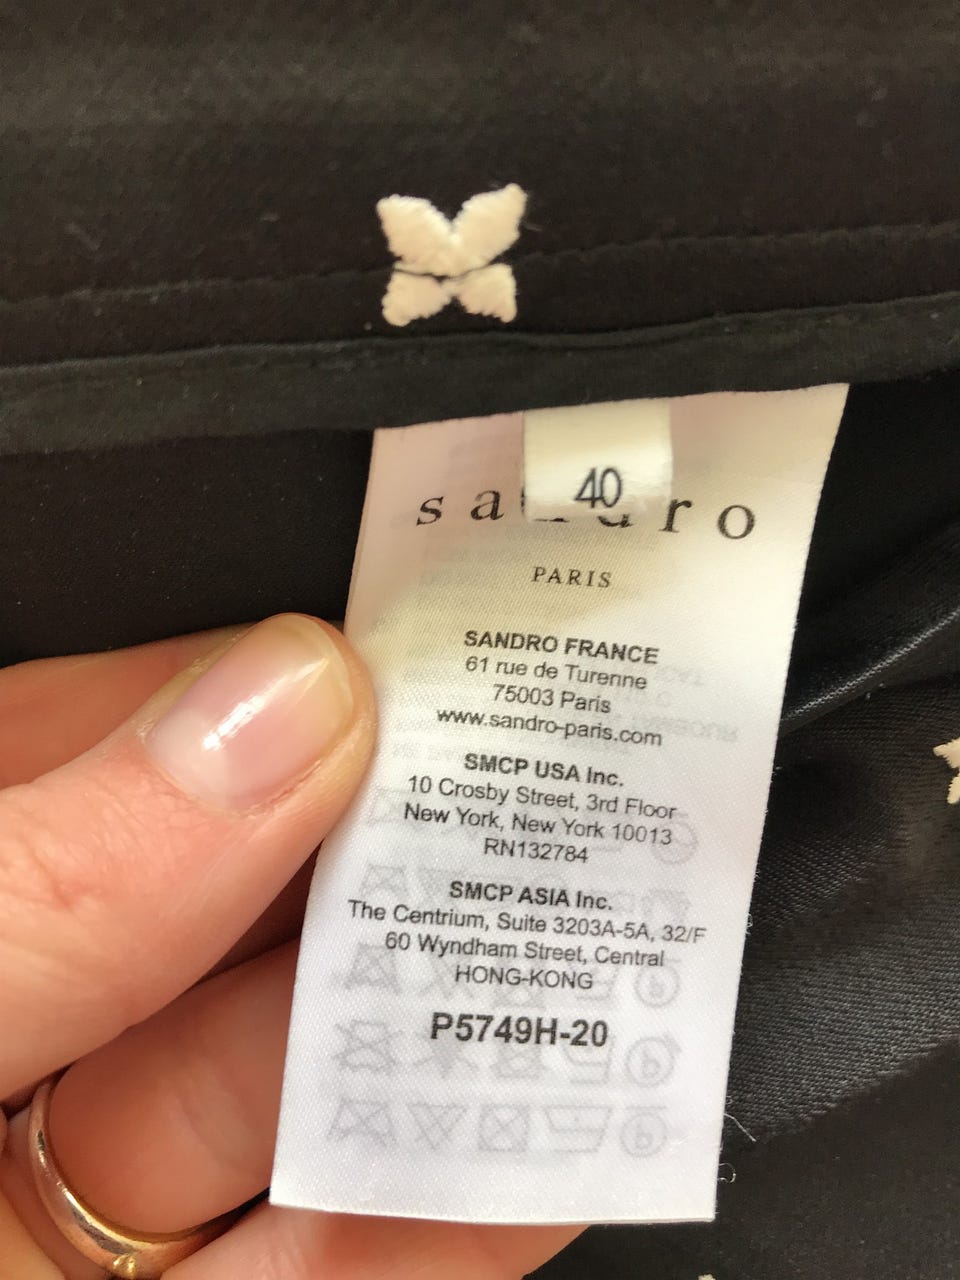 40
sandro
PARIS
SANDRO FRANCE
61 rue de Turenne
75003 Paris
www.sandro-paris.com
SMCP USA Inc.
10 Crosby Street, 3rd Floor
New York, New York 10013
RN132784
SMCP ASIA Inc.
The Centrium, Suite 3203A-5A, 32/F
60 Wyndham Street, Central
HONG-KONG
P5749H-20